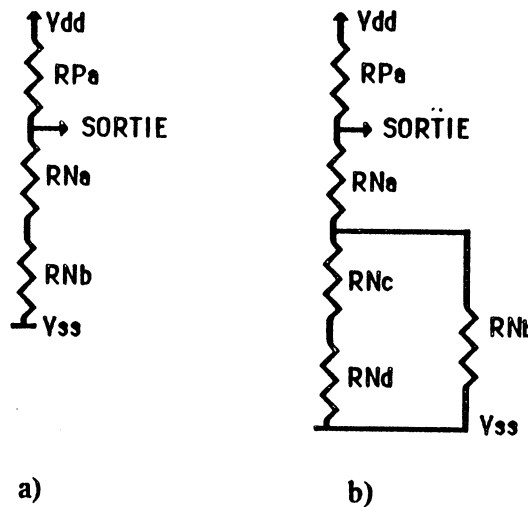 Vdd
RPa
SORTIE
RNa
RNb
Vss
a)
Vdd
RPa
SORTIE
RNa
RNc
RNd
RNb
Vss
b)